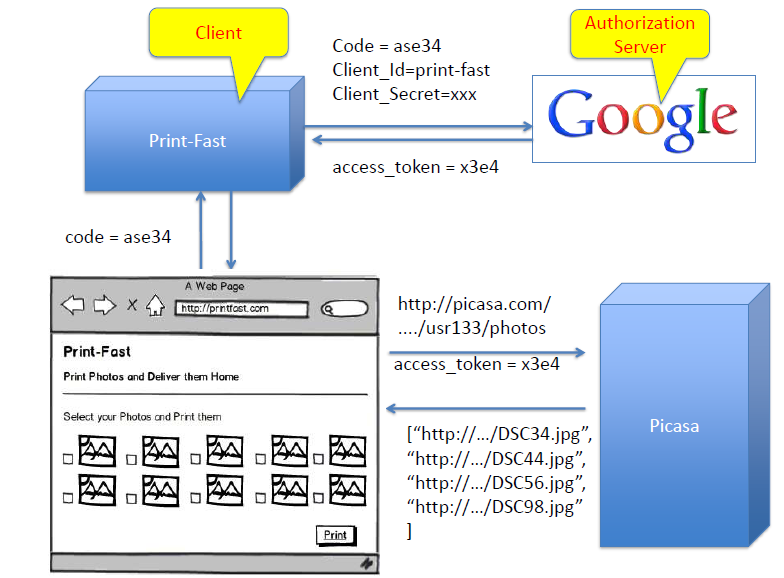 Client
Code = ase34
Client_Id=print-fast
Client_Secret=xxx
Authorization
Server
Print-Fast
Google
access_token = x3e4
code = ase34
A Web Page
X
http://printfast.com
Print-Fast
Print Photos and Deliver them Home
Select your Photos and Print them
Print
http://picasa.com/
…./usr133/photos
access_token = x3e4
Picasa
[“http://…/DSC34.jpg”,
“http://…/DSC44.jpg”,
“http://…/DSC56.jpg”,
“http://…/DSC98.jpg”
]